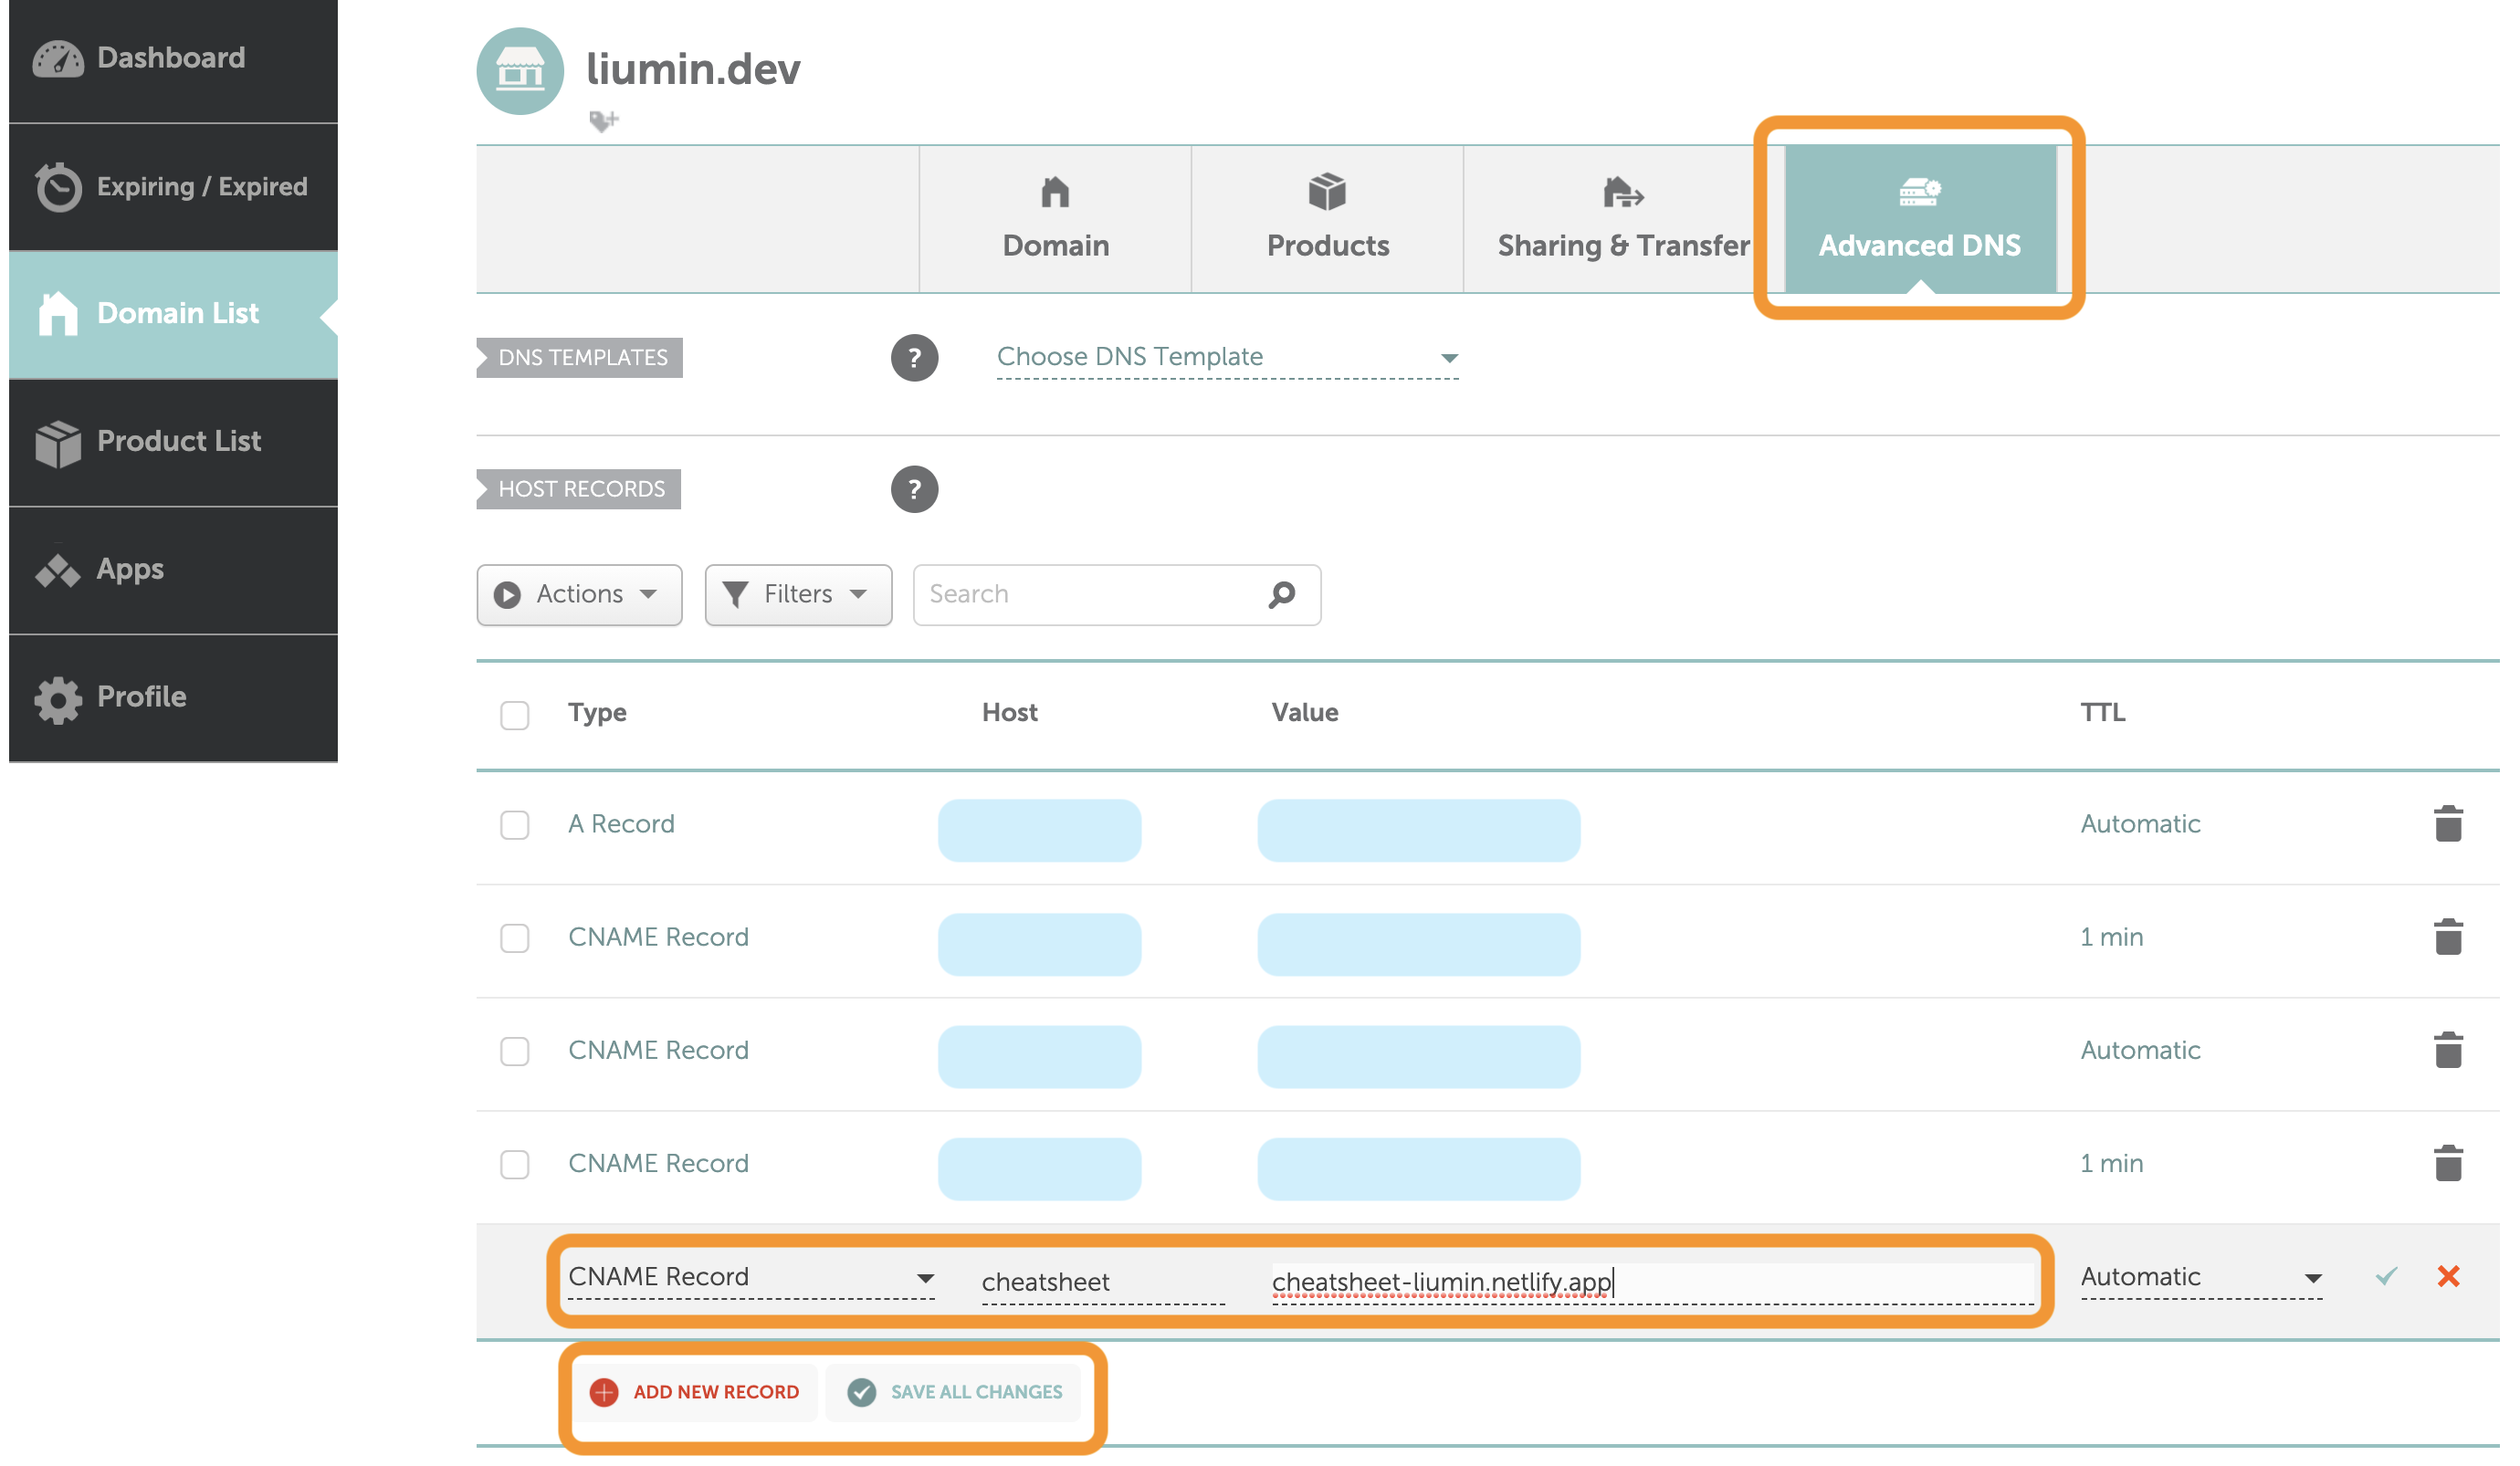 Dashboard
Expiring / Expired
Domain List
Product List
Apps
Profile
liumin.dev
Domain
Products
Sharing & Transfer
Advanced DNS
DNS TEMPLATES
?
Choose DNS Template
HOST RECORDS
?
Actions
Filters
Search
Type Host Value TTL
A Record Automatic
CNAME Record 1 min
CNAME Record Automatic
CNAME Record 1 min
CNAME Record cheatsheet cheatsheet-liumin.netlify.app Automatic
ADD NEW RECORD SAVE ALL CHANGES